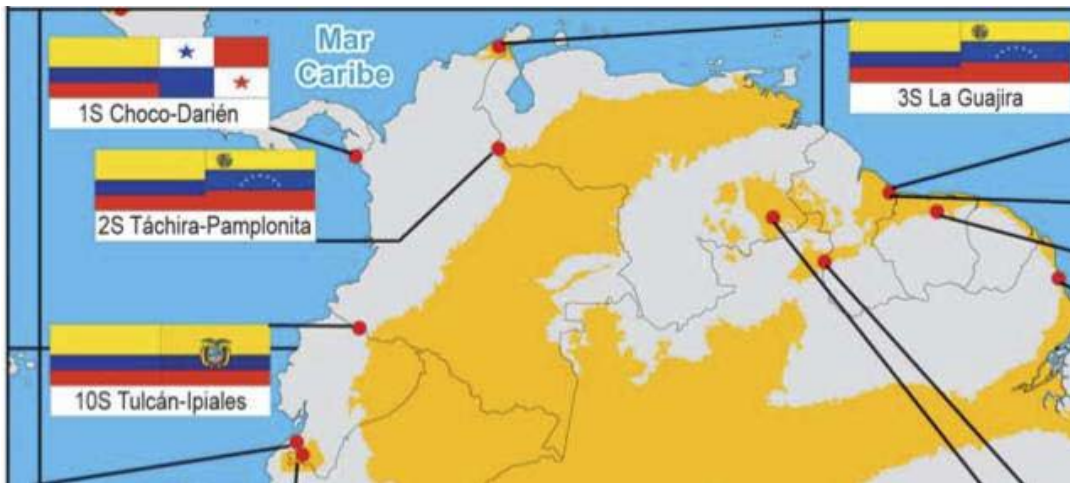 Mar
Caribe
1S Choco-Darién
3S La Guajira
2S Táchira-Pamplonita
10S Tulcán-Ipiales